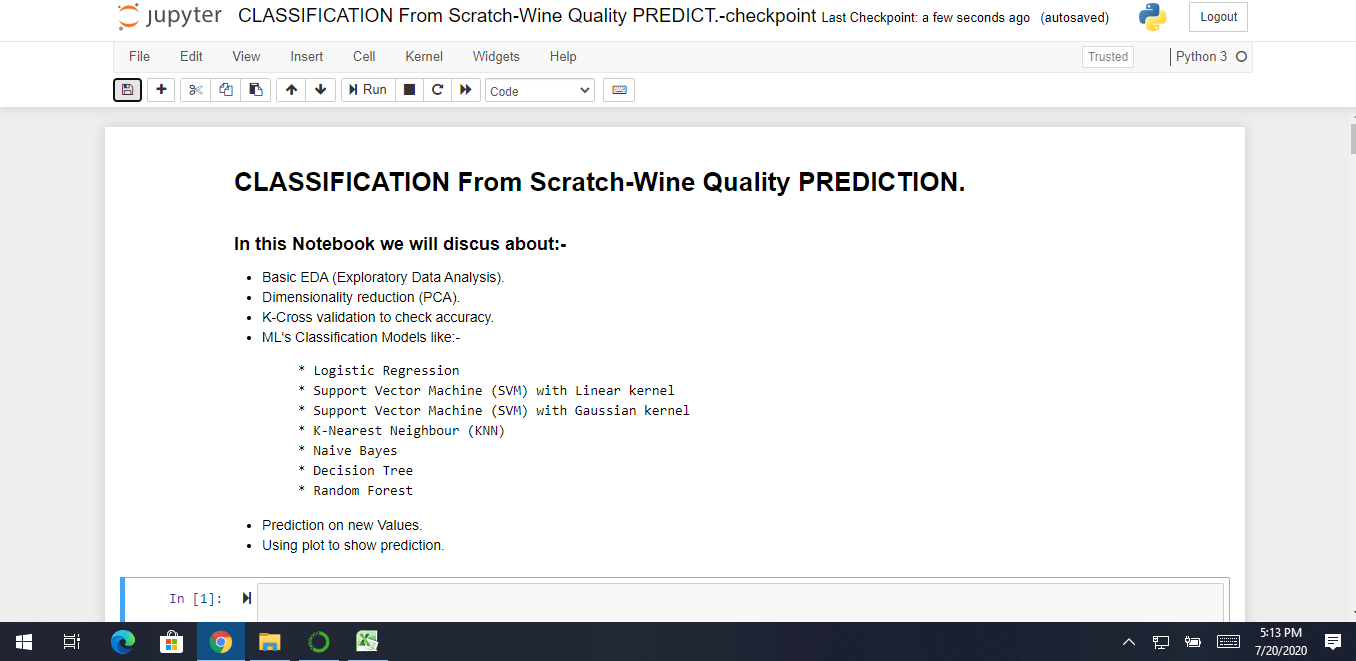 jupyter CLASSIFICATION From Scratch-Wine Quality PREDICT.-checkpoint Last Checkpoint: a few seconds ago (autosaved) Logout
File Edit View Insert Cell Kernel Widgets Help Trusted Python 3
Run Code
CLASSIFICATION From Scratch-Wine Quality PREDICTION.
In this Notebook we will discus about:-
• Basic EDA (Exploratory Data Analysis).
• Dimensionality reduction (PCA).
• K-Cross validation to check accuracy.
• ML's Classification Models like:-
* Logistic Regression
* Support Vector Machine (SVM) with Linear kernel
* Support Vector Machine (SVM) with Gaussian kernel
* K-Nearest Neighbour (KNN)
* Naive Bayes
* Decision Tree
* Random Forest
• Prediction on new Values.
• Using plot to show prediction.
In [1]:
5:13 PM
7/20/2020